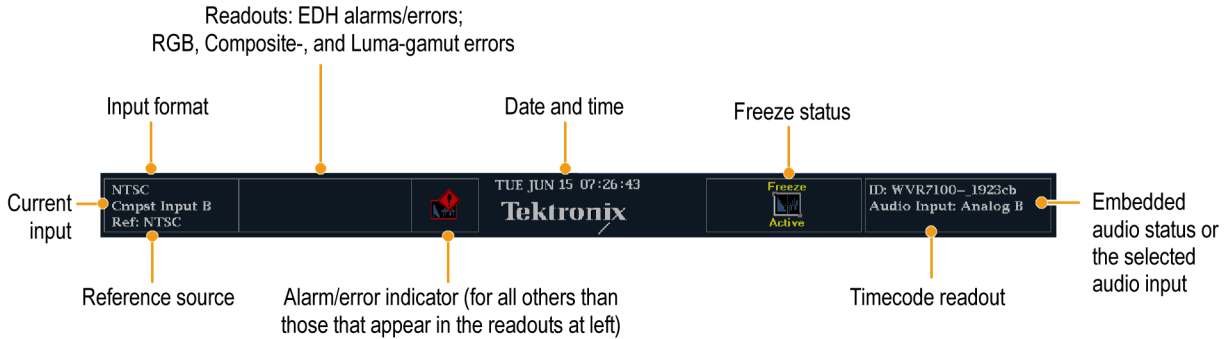 Readouts: EDH alarms/errors;
RGB, Composite-, and Luma-gamut errors
Input format
Date and time
Freeze status
Current
input
NTSC
Cmpst Input B
Ref: NTSC
TUE JUN 15 07:26:43
Tektronix
Freeze
Active
ID: WVR7100-_1923cb
Audio Input: Analog B
Embedded
audio status or
the selected
audio input
Reference source
Alarm/error indicator (for all others than
those that appear in the readouts at left)
Timecode readout